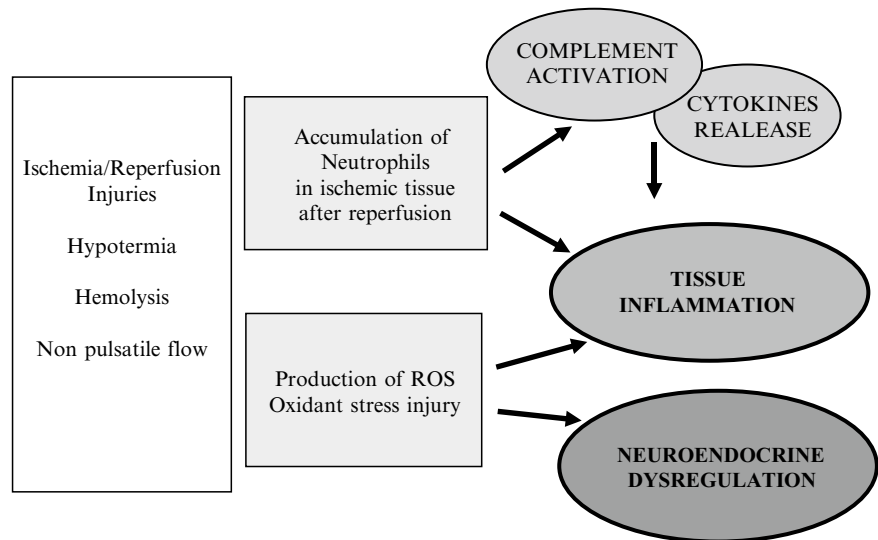 Ischemia/Reperfusion
Injuries
Hypotermia
Hemolysis
Non pulsatile flow
Accumulation of
Neutrophils
in ischemic tissue
after reperfusion
Production of ROS
Oxidant stress injury
COMPLEMENT
ACTIVATION
CYTOKINES
REALEASE
TISSUE
INFLAMMATION
NEUROENDOCRINE
DYSREGULATION